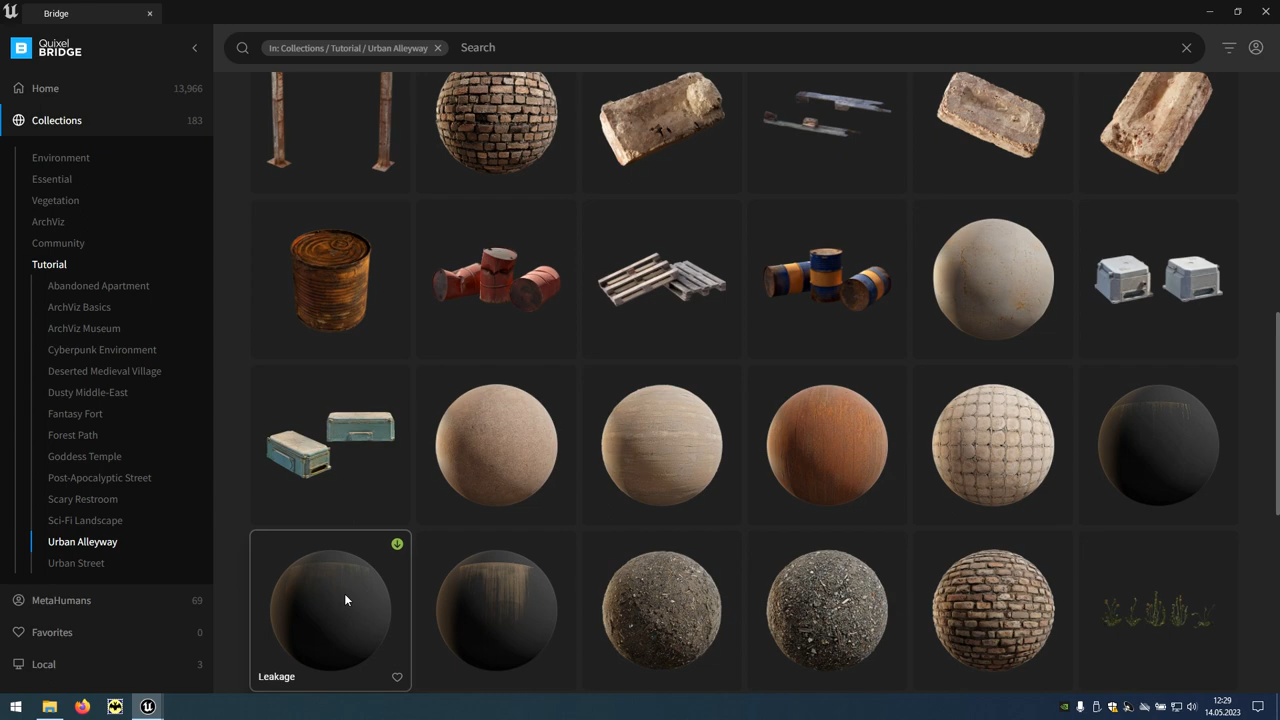 Bridge
Quixel
BRIDGE
In: Collections / Tutorial / Urban Alleyway
Search
Home 13,966
Collections 183
Environment
Essential
Vegetation
ArchViz
Community
Tutorial
Abandoned Apartment
ArchViz Basics
ArchViz Museum
Cyberpunk Environment
Deserted Medieval Village
Dusty Middle-East
Fantasy Fort
Forest Path
Goddess Temple
Post-Apocalyptic Street
Scary Restroom
Sci-Fi Landscape
Urban Alleyway
Urban Street
MetaHumans 69
Favorites 0
Local 3
Leakage
12:29
14.05.2023